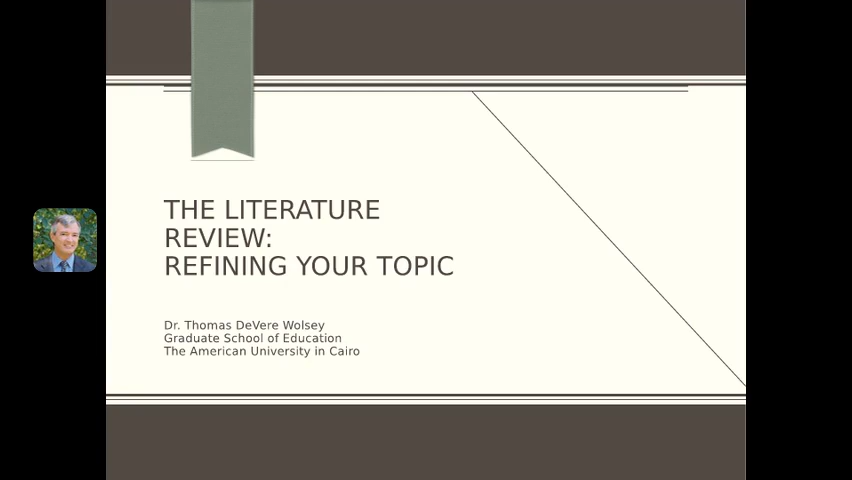 THE LITERATURE
REVIEW:
REFINING YOUR TOPIC
Dr. Thomas DeVere Wolsey
Graduate School of Education
The American University in Cairo